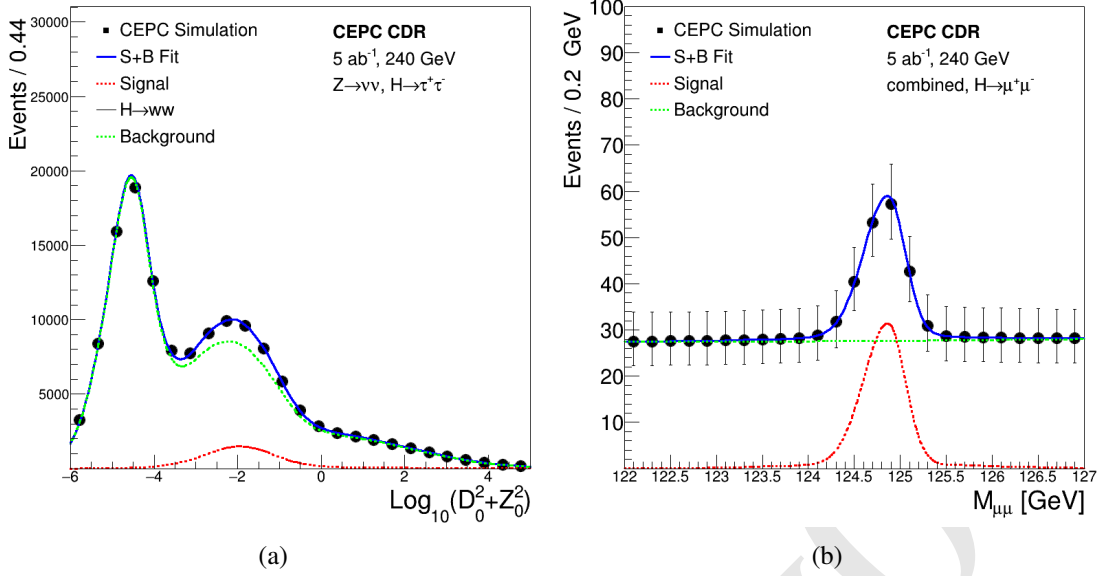 Events / 0.44
30000
25000
20000
15000
10000
5000
CEPC Simulation
S+B Fit
Signal
H→ww
Background
CEPC CDR
5 ab⁻¹, 240 GeV
Z→νν, H→τ⁺τ⁻
−6 −4 −2 0 2 4
Log₁₀(D₀²+Z₀²)
(a)
Events / 0.2 GeV
100
90
80
70
60
50
40
30
20
10
CEPC Simulation
S+B Fit
Signal
Background
CEPC CDR
5 ab⁻¹, 240 GeV
combined, H→μ⁺μ⁻
122 122.5 123 123.5 124 124.5 125 125.5 126 126.5 127
Mμμ [GeV]
(b)